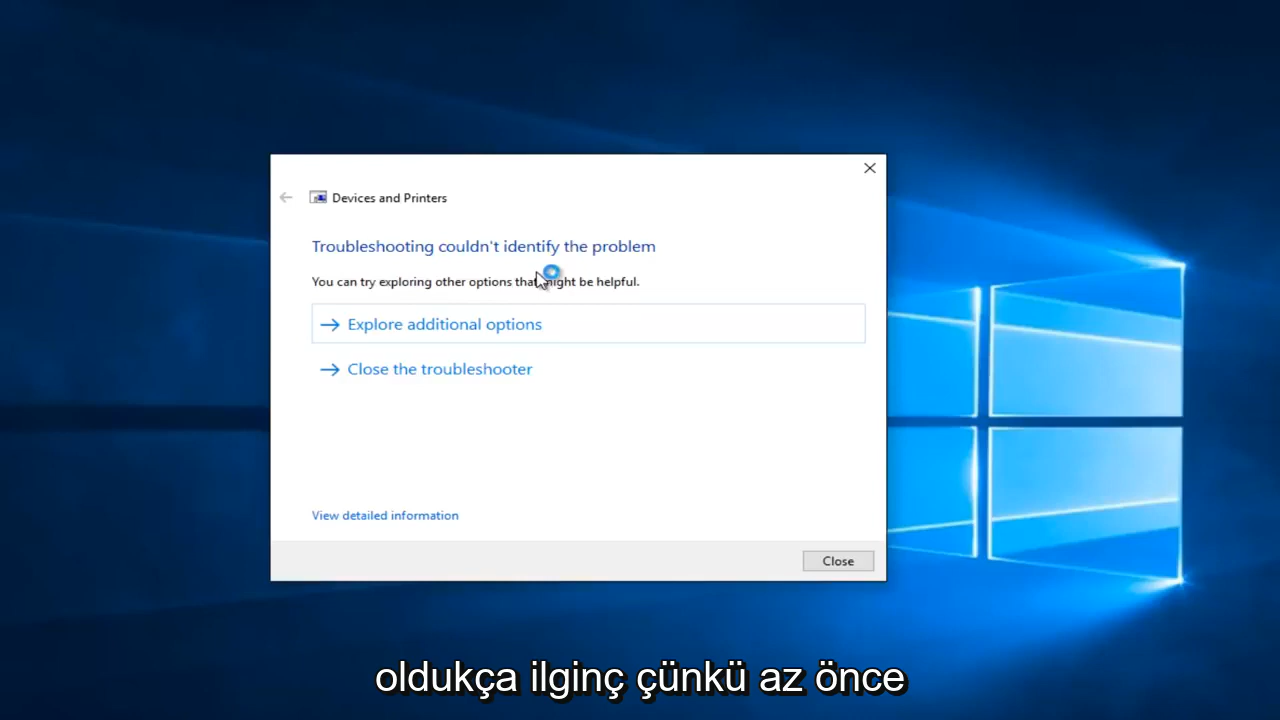 Devices and Printers
Troubleshooting couldn't identify the problem
You can try exploring other options that might be helpful.
Explore additional options
Close the troubleshooter
View detailed information
Close
oldukça ilginç çünkü az önce